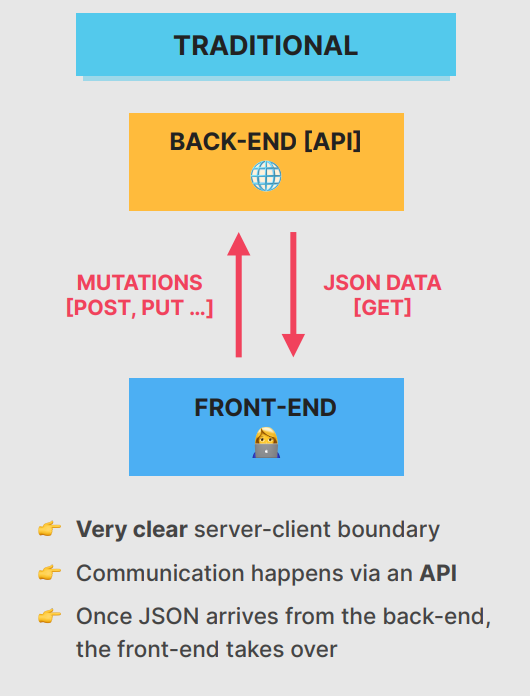 TRADITIONAL
BACK-END [API]
MUTATIONS
[POST, PUT ...]
JSON DATA
[GET]
FRONT-END
Very clear server-client boundary
Communication happens via an API
Once JSON arrives from the back-end,
the front-end takes over